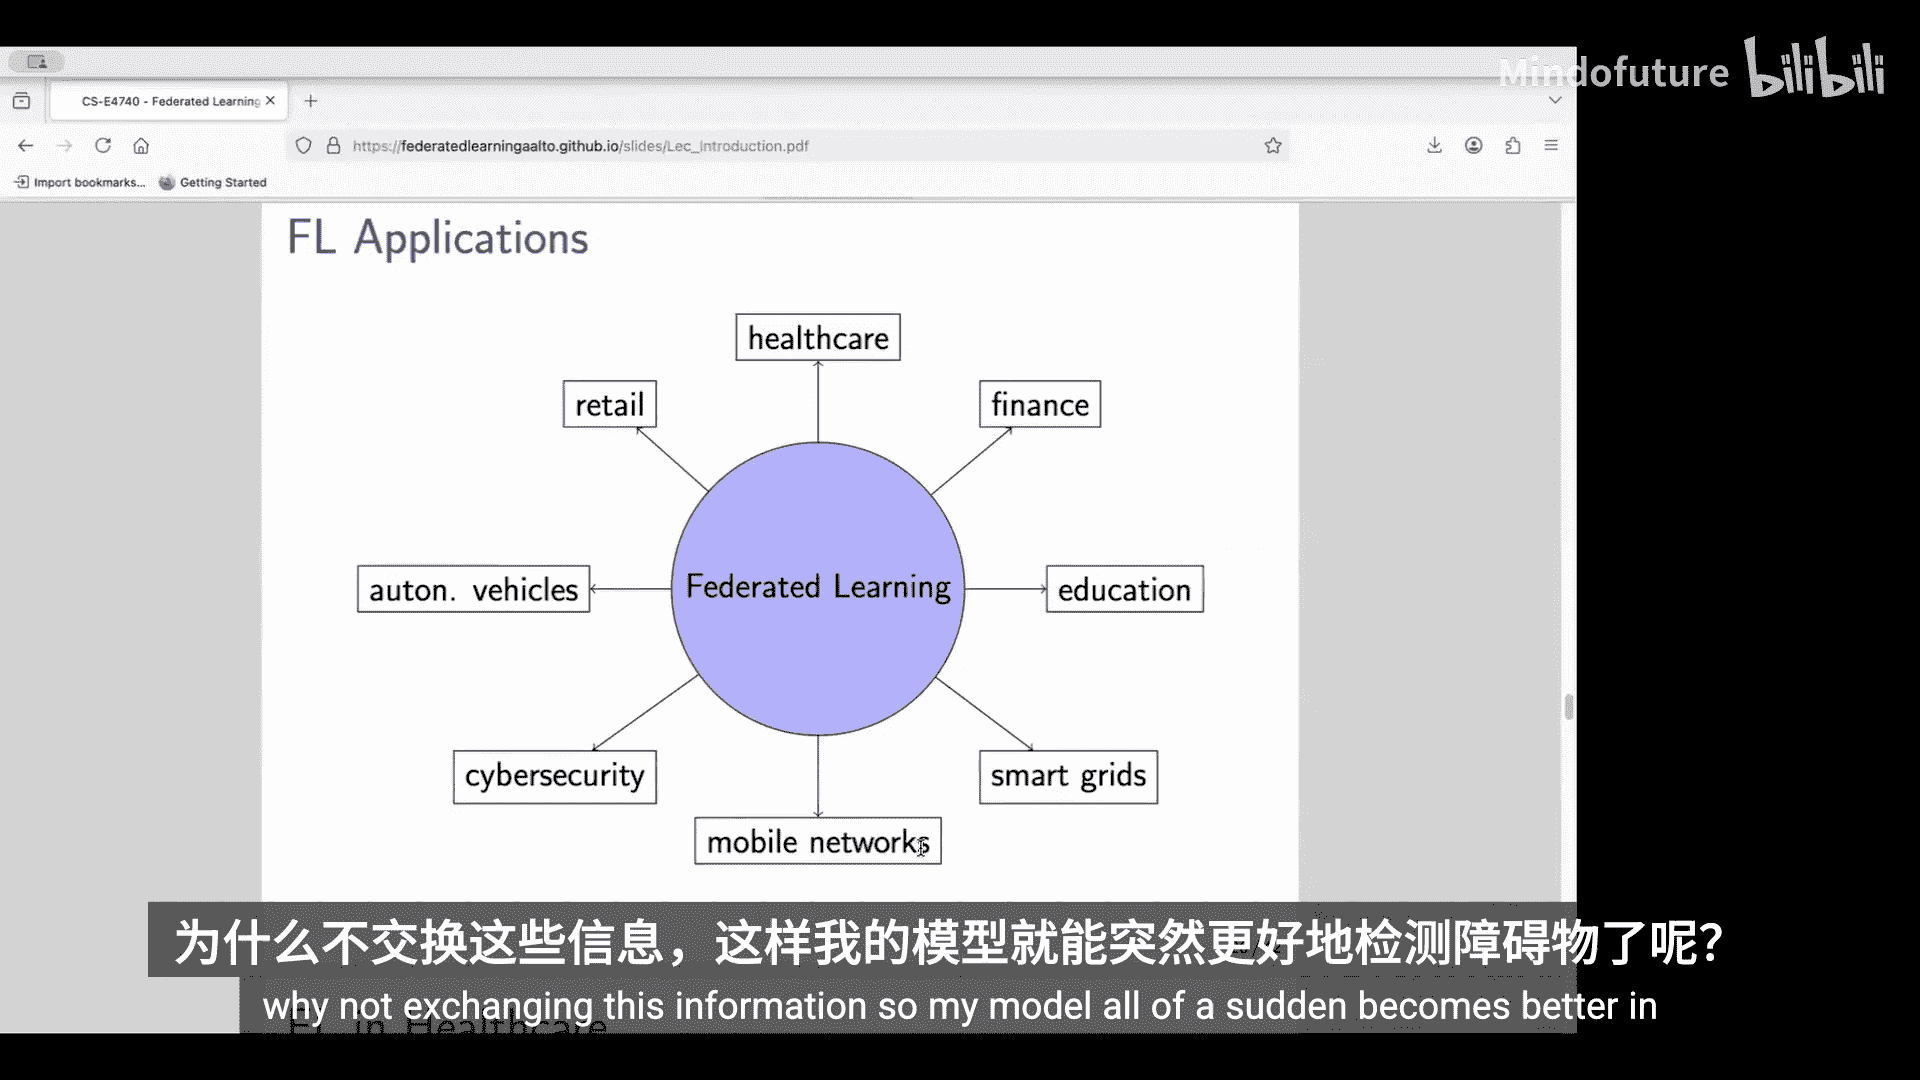 Mindofuture bilibili
CS-E4740 - Federated Learning
https://federatedlearningaalto.github.io/slides/Lec_Introduction.pdf
Import bookmarks... Getting Started
FL Applications
healthcare
retail
finance
auton. vehicles
Federated Learning
education
cybersecurity
smart grids
mobile networks
为什么不交换这些信息，这样我的模型就能突然更好地检测障碍物了呢？
why not exchanging this information so my model all of a sudden becomes better in
FL in Healthcare